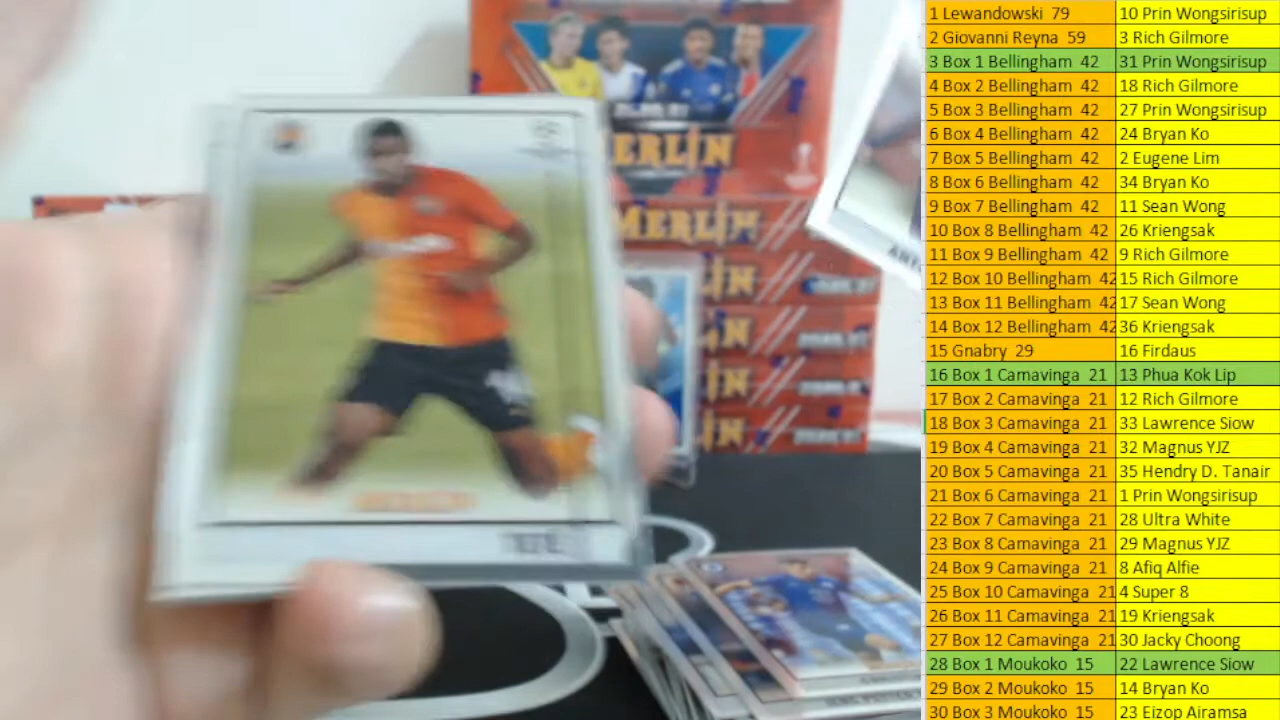 MERLIN
MERLIN
1 Lewandowski 79 10 Prin Wongsirisup
2 Giovanni Reyna 59 3 Rich Gilmore
3 Box 1 Bellingham 42 31 Prin Wongsirisup
4 Box 2 Bellingham 42 18 Rich Gilmore
5 Box 3 Bellingham 42 27 Prin Wongsirisup
6 Box 4 Bellingham 42 24 Bryan Ko
7 Box 5 Bellingham 42 2 Eugene Lim
8 Box 6 Bellingham 42 34 Bryan Ko
9 Box 7 Bellingham 42 11 Sean Wong
10 Box 8 Bellingham 42 26 Kriengsak
11 Box 9 Bellingham 42 9 Rich Gilmore
12 Box 10 Bellingham 42 15 Rich Gilmore
13 Box 11 Bellingham 42 17 Sean Wong
14 Box 12 Bellingham 42 36 Kriengsak
15 Gnabry 29 16 Firdaus
16 Box 1 Camavinga 21 13 Phua Kok Lip
17 Box 2 Camavinga 21 12 Rich Gilmore
18 Box 3 Camavinga 21 33 Lawrence Siow
19 Box 4 Camavinga 21 32 Magnus YJZ
20 Box 5 Camavinga 21 35 Hendry D. Tanair
21 Box 6 Camavinga 21 1 Prin Wongsirisup
22 Box 7 Camavinga 21 28 Ultra White
23 Box 8 Camavinga 21 29 Magnus YJZ
24 Box 9 Camavinga 21 8 Afiq Alfie
25 Box 10 Camavinga 21 4 Super 8
26 Box 11 Camavinga 21 19 Kriengsak
27 Box 12 Camavinga 21 30 Jacky Choong
28 Box 1 Moukoko 15 22 Lawrence Siow
29 Box 2 Moukoko 15 14 Bryan Ko
30 Box 3 Moukoko 15 23 Eizop Airamsa